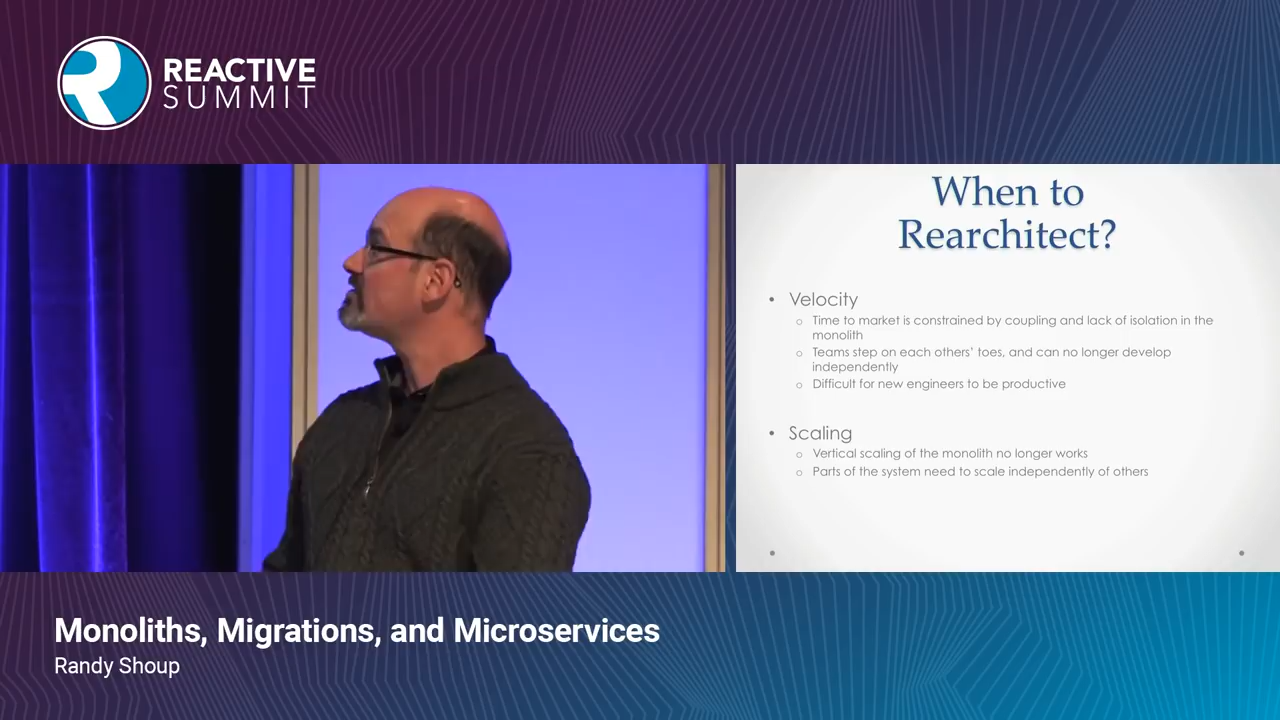 REACTIVE
SUMMIT
When to
Rearchitect?
• Velocity
o Time to market is constrained by coupling and lack of isolation in the
monolith
o Teams step on each others’ toes, and can no longer develop
independently
o Difficult for new engineers to be productive
• Scaling
o Vertical scaling of the monolith no longer works
o Parts of the system need to scale independently of others
Monoliths, Migrations, and Microservices
Randy Shoup